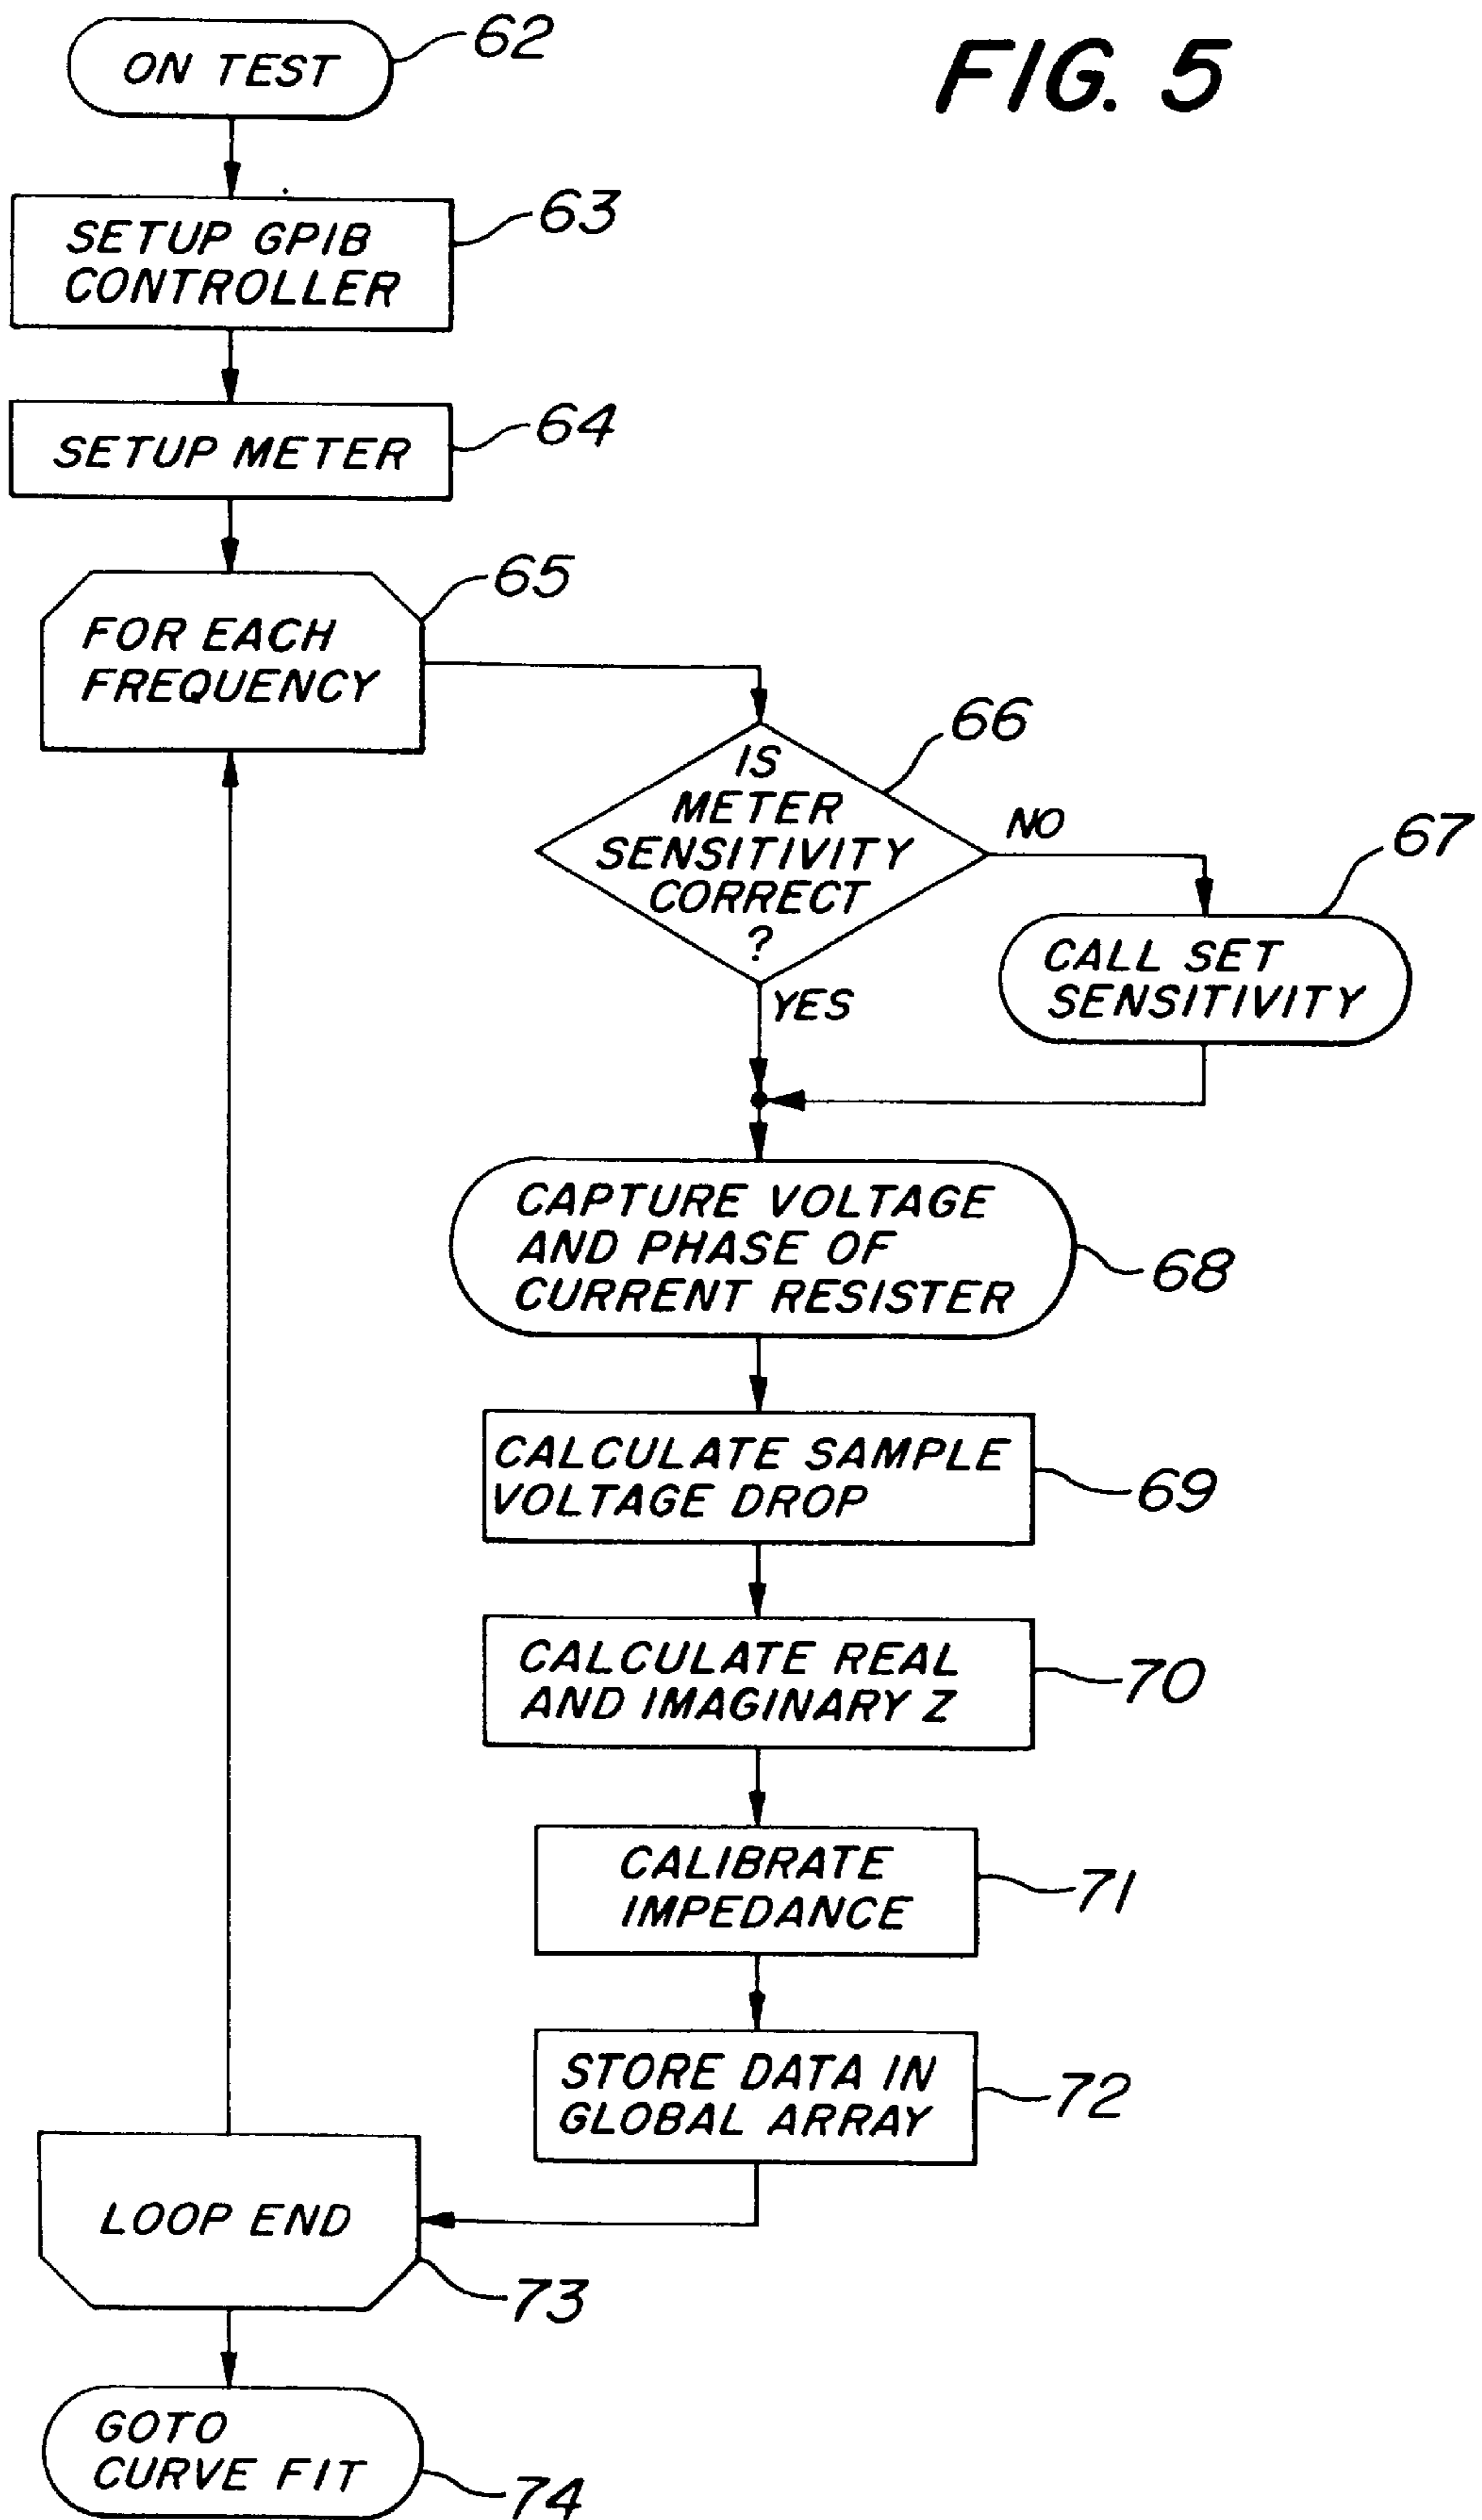 FIG. 5
ON TEST
62
SETUP GPIB
CONTROLLER
63
SETUP METER
64
FOR EACH
FREQUENCY
65
IS
METER
SENSITIVITY
CORRECT
?
66
NO
YES
CALL SET
SENSITIVITY
67
CAPTURE VOLTAGE
AND PHASE OF
CURRENT RESISTER
68
CALCULATE SAMPLE
VOLTAGE DROP
69
CALCULATE REAL
AND IMAGINARY Z
70
CALIBRATE
IMPEDANCE
71
STORE DATA IN
GLOBAL ARRAY
72
LOOP END
73
GOTO
CURVE FIT
74